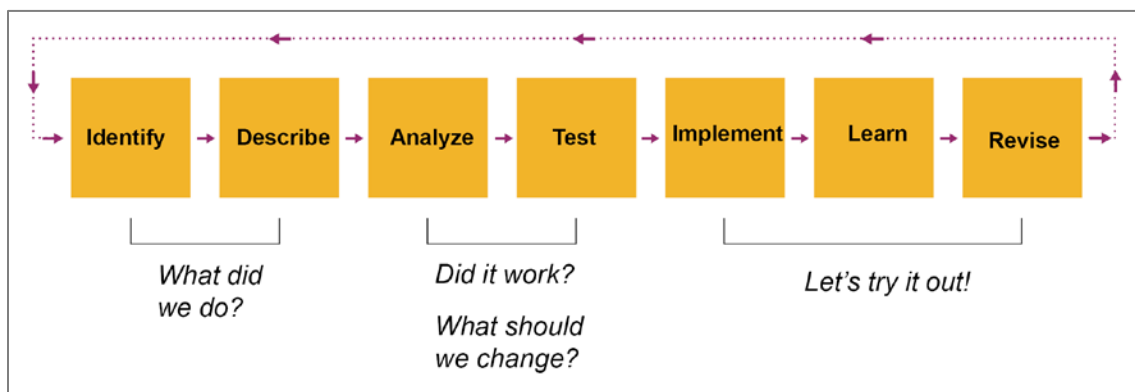 Identify
Describe
Analyze
Test
Implement
Learn
Revise
What did
we do?
Did it work?
What should
we change?
Let's try it out!